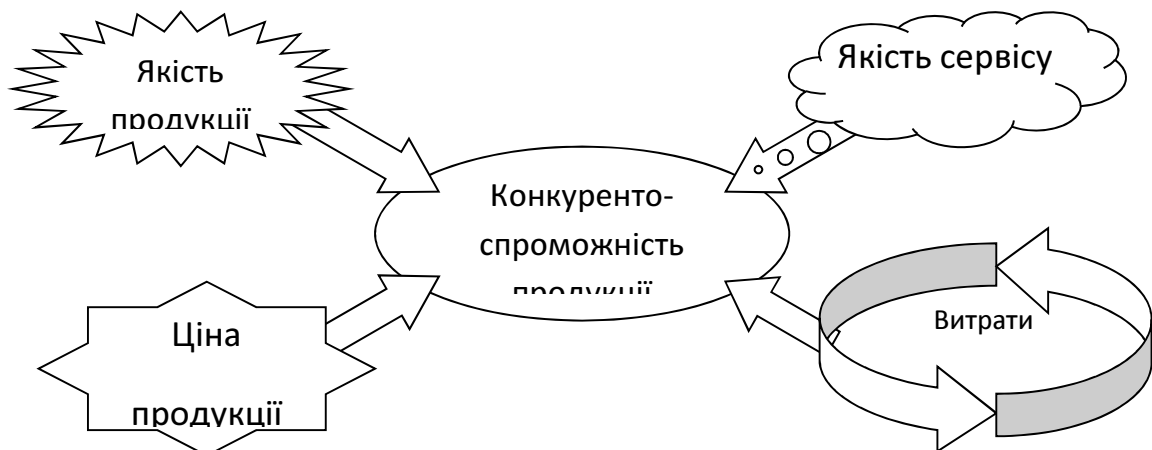 Якість
продукції
Якість сервісу
Конкуренто-
спроможність
продукції
Ціна
продукції
Витрати